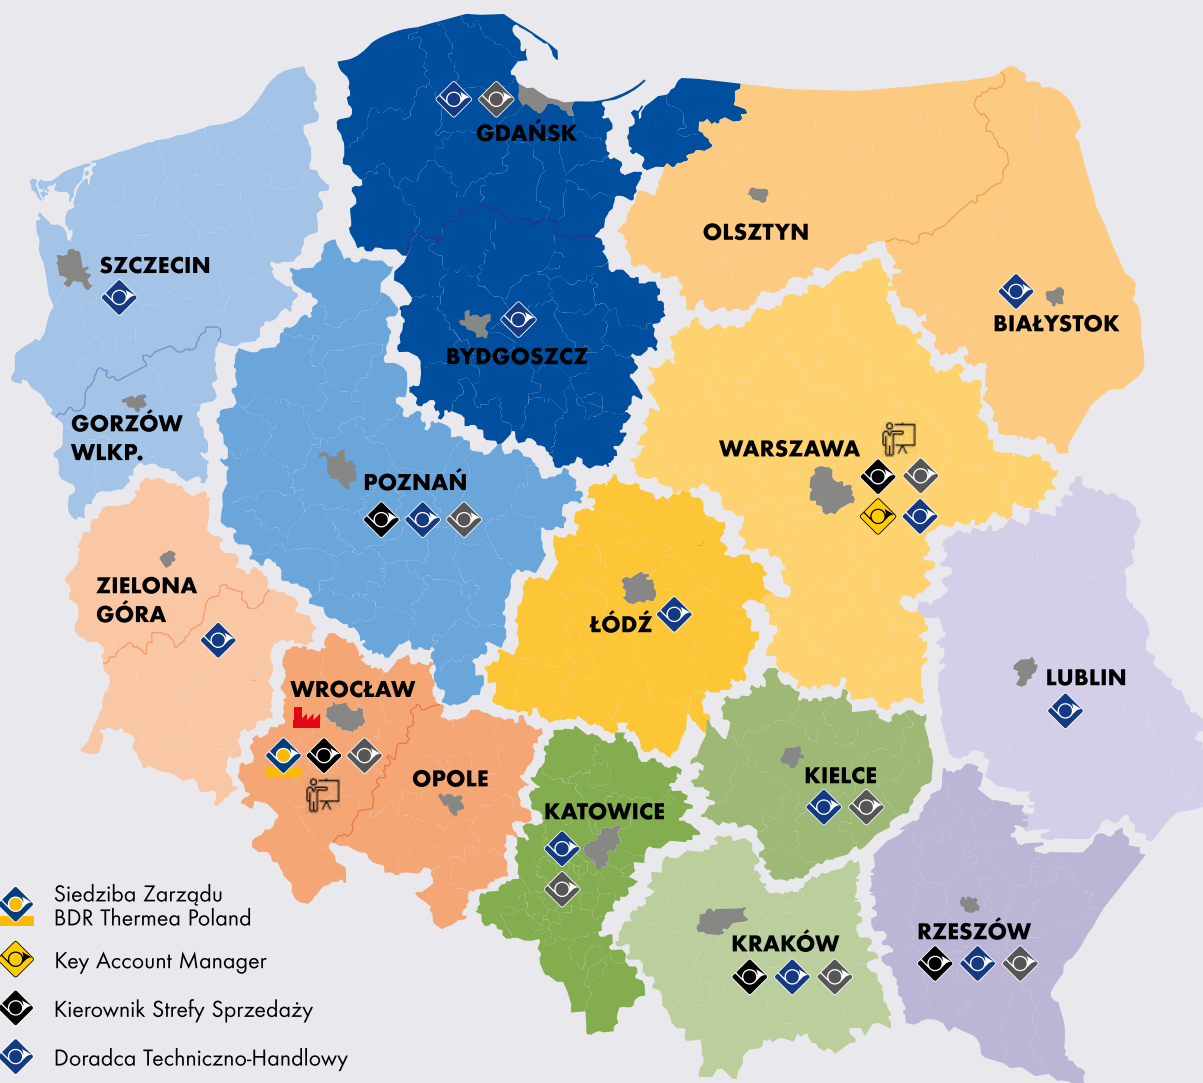 GDAŃSK
OLSZTYN
SZCZECIN
BIAŁYSTOK
BYDGOSZCZ
GORZÓW
WLKP.
WARSZAWA
POZNAŃ
ZIELONA
GÓRA
ŁÓDŹ
LUBLIN
WROCŁAW
OPOLE
KIELCE
KATOWICE
RZESZÓW
KRAKÓW
Siedziba Zarządu
BDR Thermea Poland
Key Account Manager
Kierownik Strefy Sprzedaży
Doradca Techniczno-Handlowy